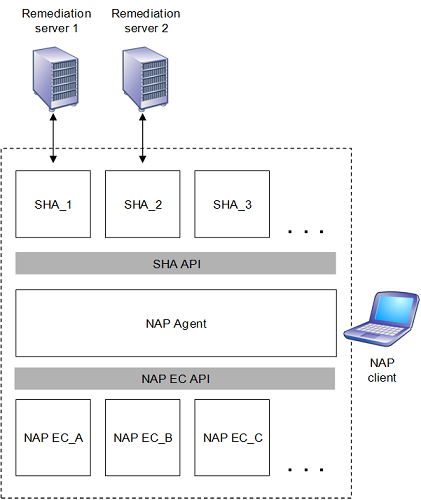 Remediation Remediation
server 1 server 2
SHA_1 SHA_2 SHA_3
. . .
SHA API
NAP Agent
NAP
client
NAP EC API
NAP EC_A NAP EC_B NAP EC_C
. . .